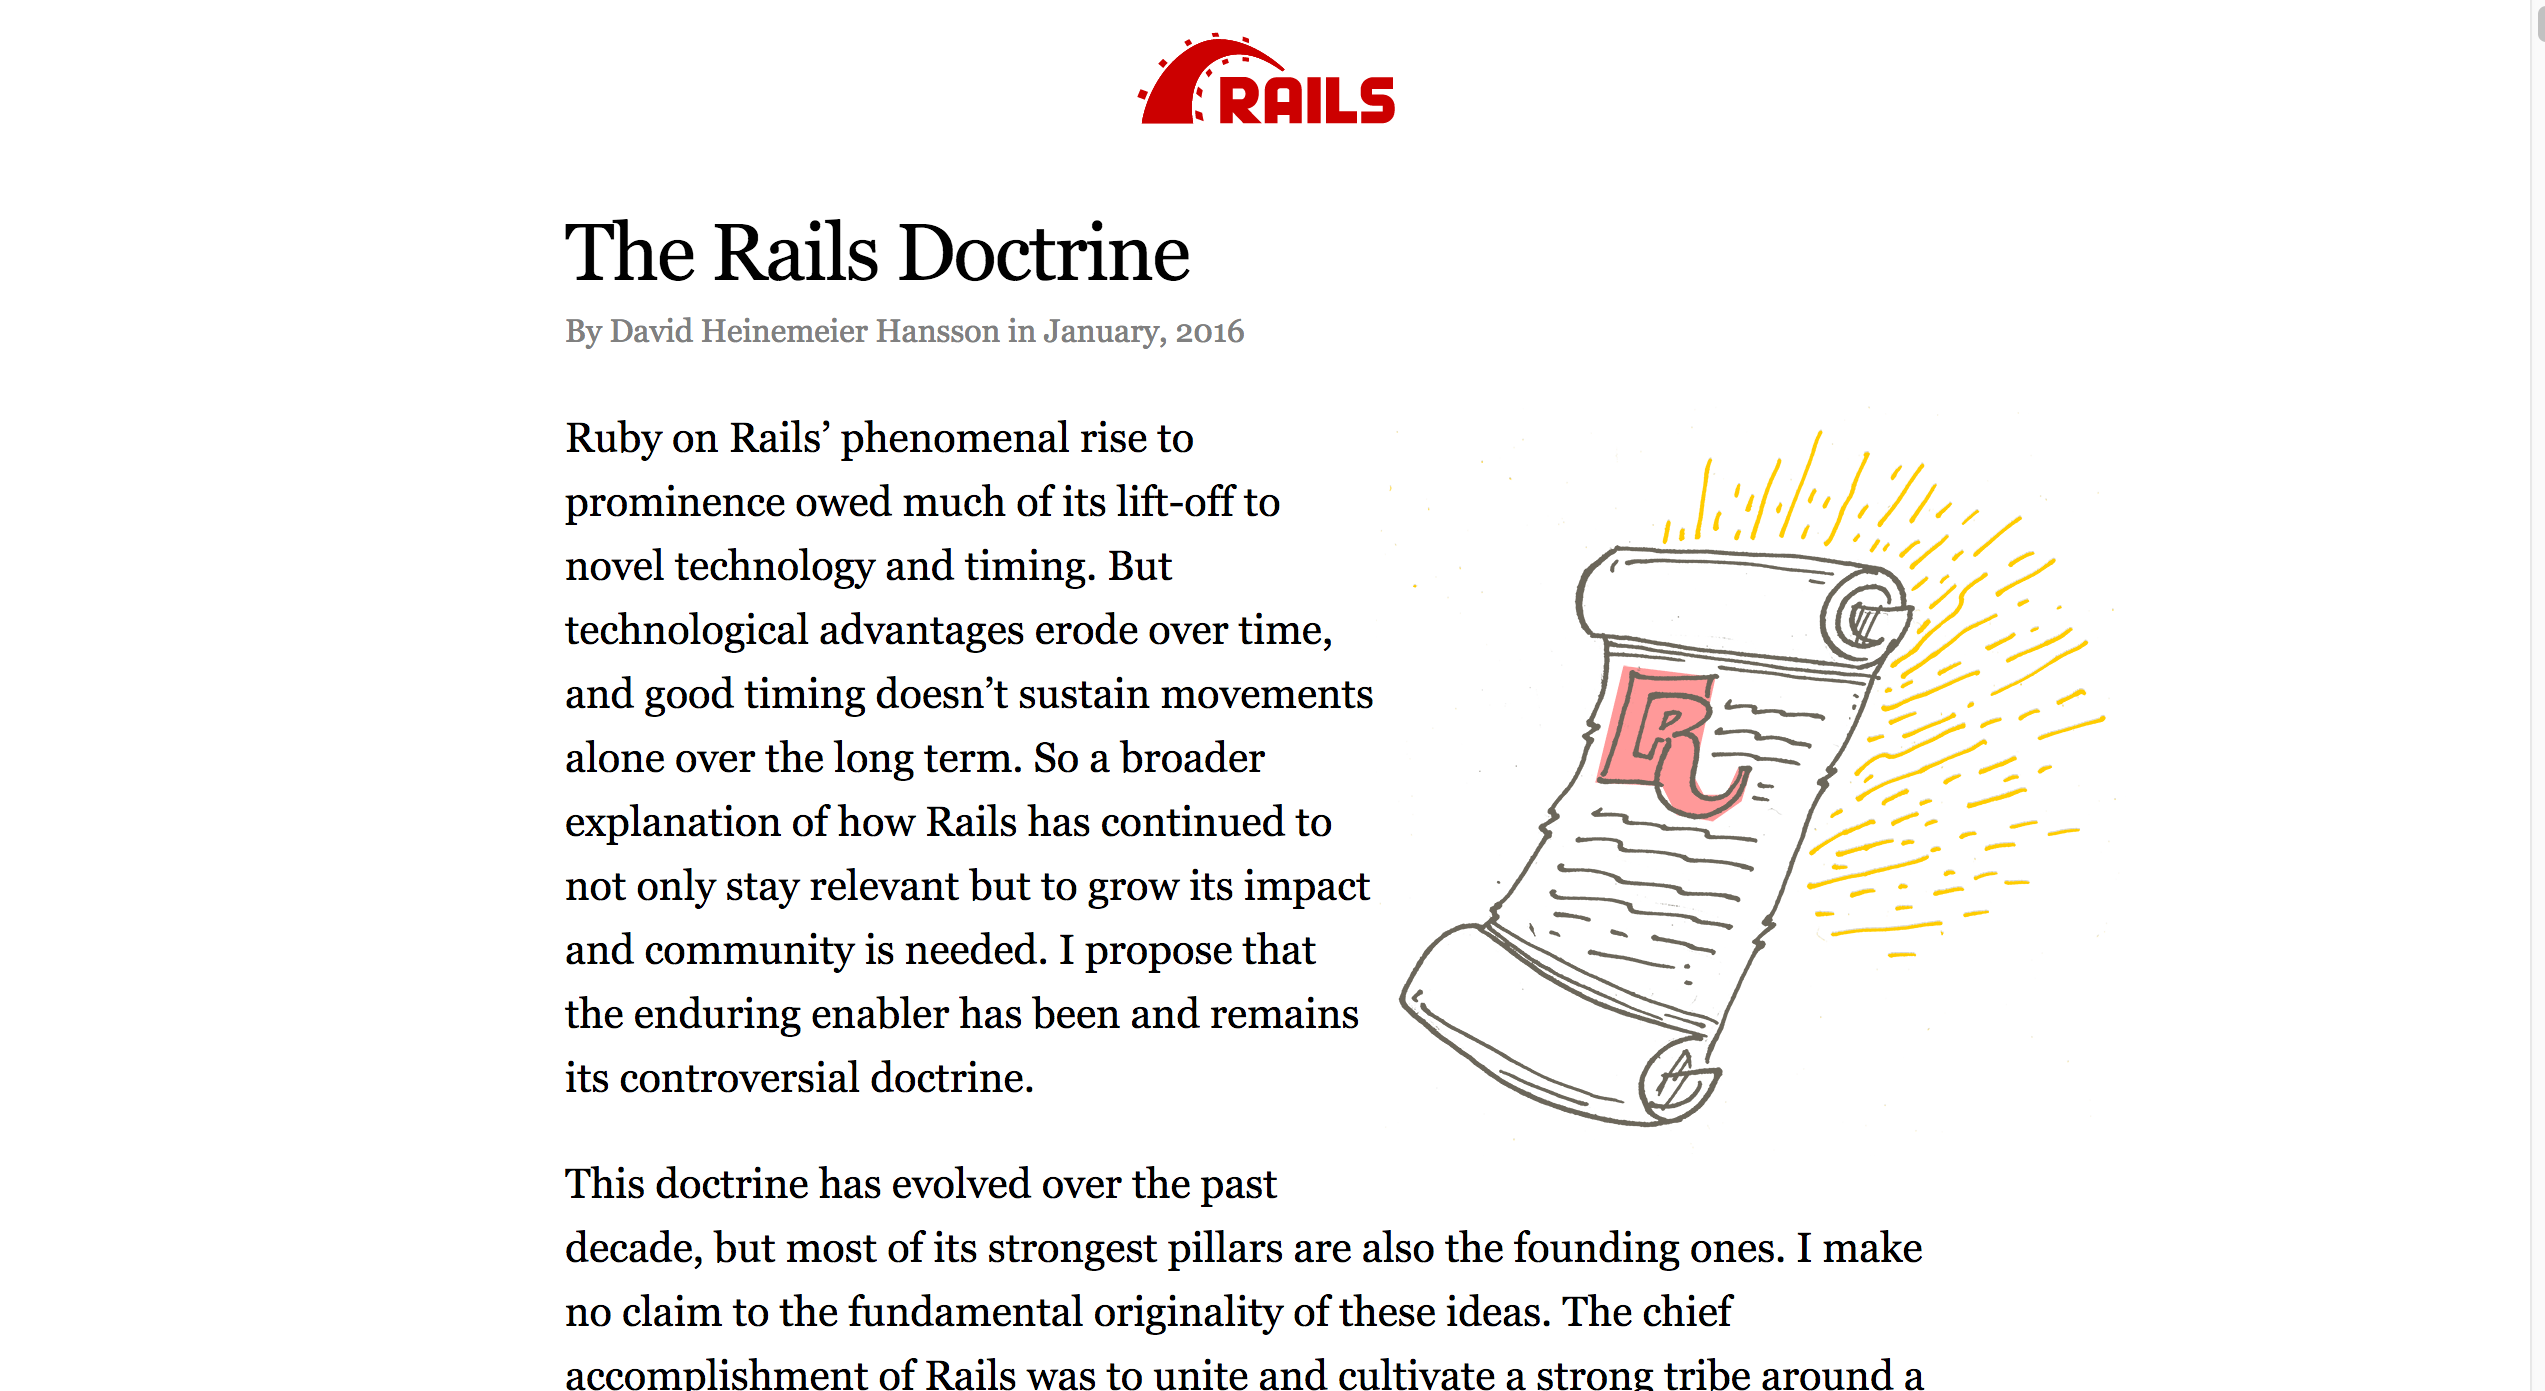 RAILS
The Rails Doctrine
By David Heinemeier Hansson in January, 2016
Ruby on Rails’ phenomenal rise to
prominence owed much of its lift-off to
novel technology and timing. But
technological advantages erode over time,
and good timing doesn’t sustain movements
alone over the long term. So a broader
explanation of how Rails has continued to
not only stay relevant but to grow its impact
and community is needed. I propose that
the enduring enabler has been and remains
its controversial doctrine.
R
This doctrine has evolved over the past
decade, but most of its strongest pillars are also the founding ones. I make
no claim to the fundamental originality of these ideas. The chief
accomplishment of Rails was to unite and cultivate a strong tribe around a